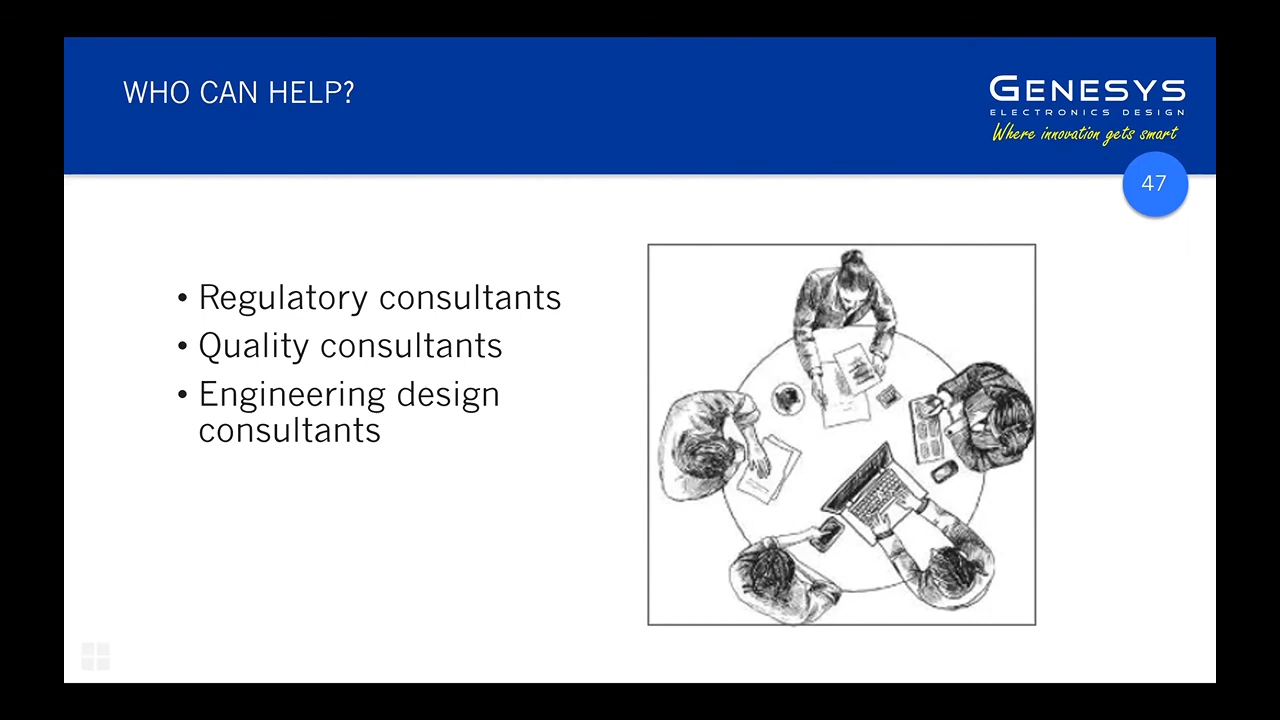 WHO CAN HELP?
GENESYS
ELECTRONICS DESIGN
Where innovation gets smart
47
• Regulatory consultants
• Quality consultants
• Engineering design
consultants